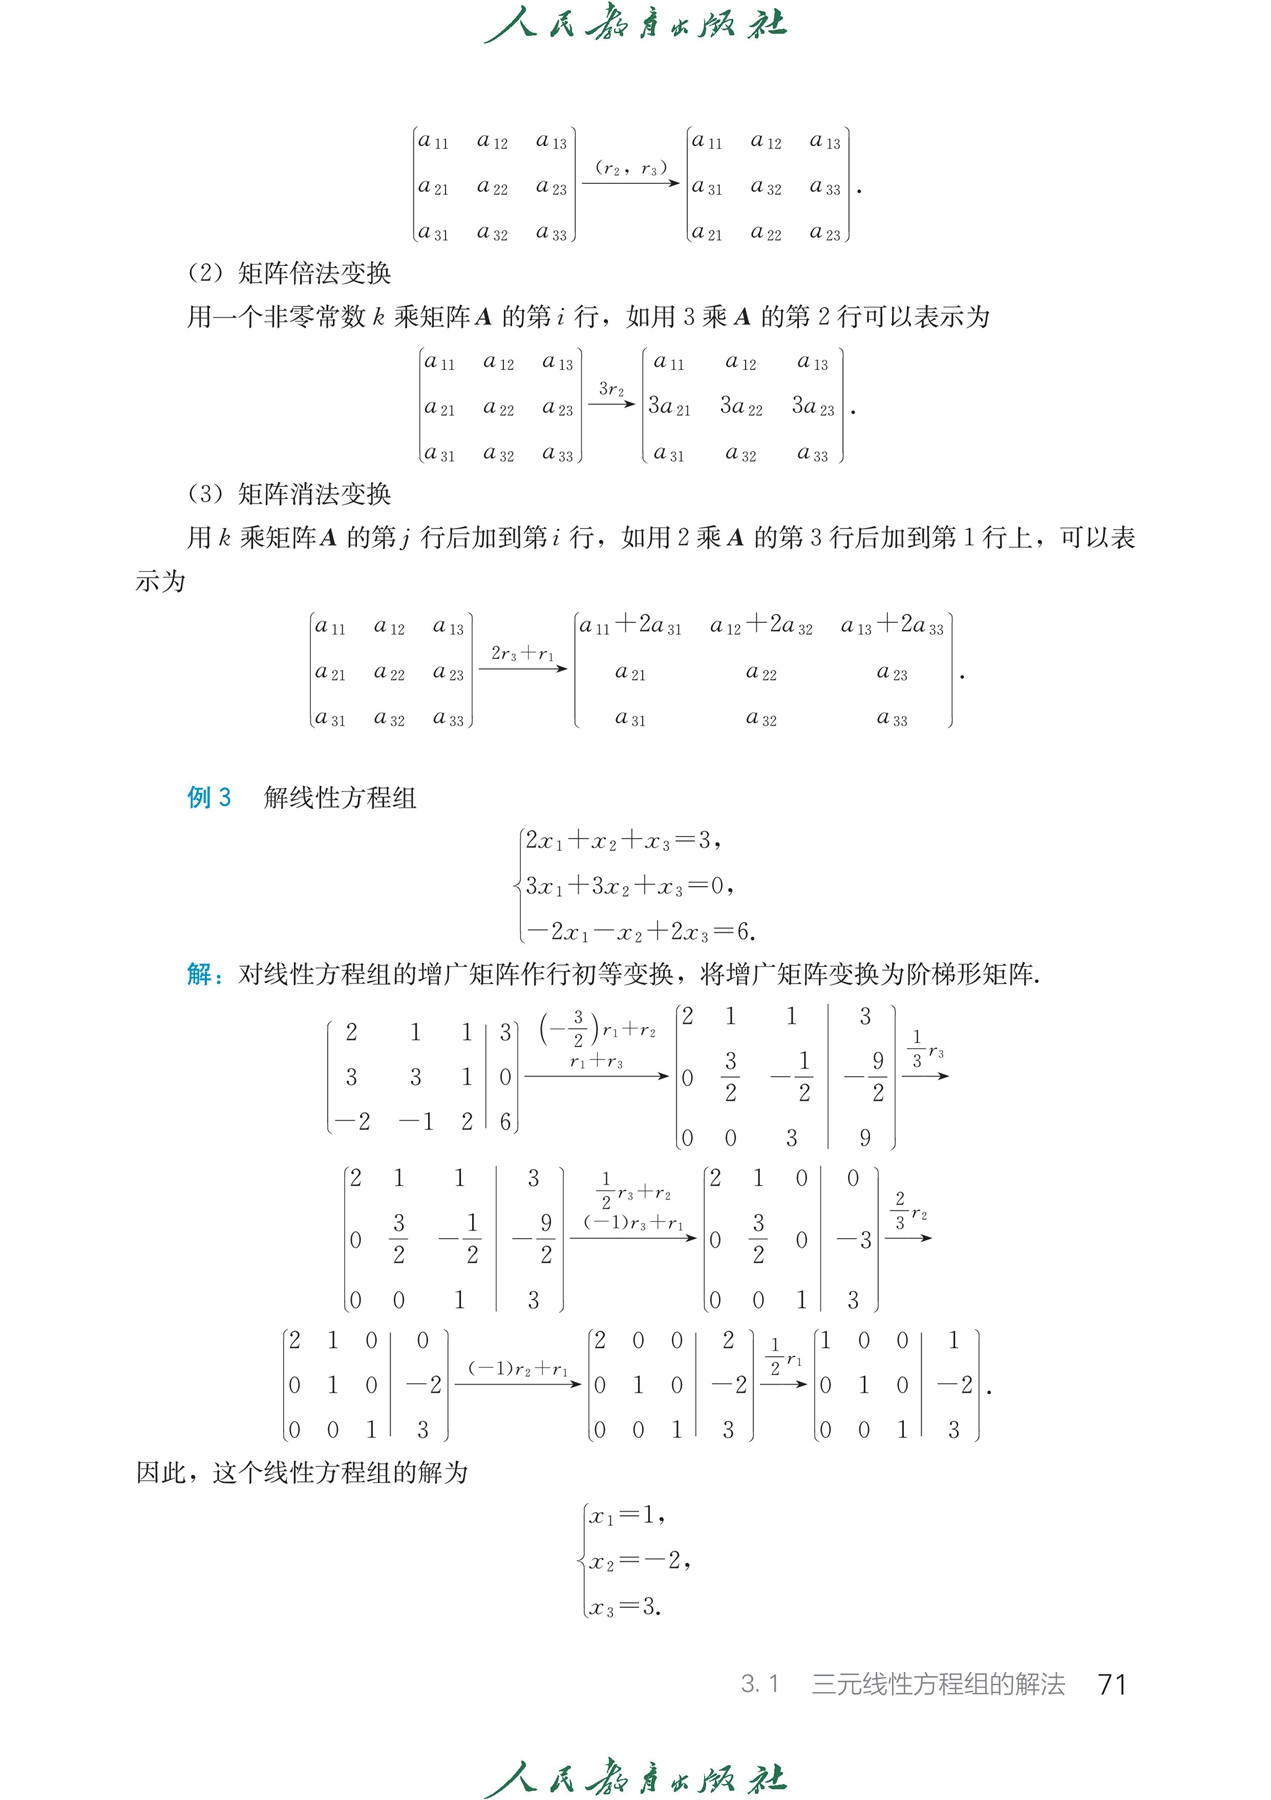 人民教育出版社
$\begin{bmatrix} a_{11} & a_{12} & a_{13} \\ a_{21} & a_{22} & a_{23} \\ a_{31} & a_{32} & a_{33} \end{bmatrix} \xrightarrow{(r_2, r_3)} \begin{bmatrix} a_{11} & a_{12} & a_{13} \\ a_{31} & a_{32} & a_{33} \\ a_{21} & a_{22} & a_{23} \end{bmatrix}.$
（2）矩阵倍法变换
用一个非零常数 k 乘矩阵 A 的第 i 行，如用 3 乘 A 的第 2 行可以表示为
$\begin{bmatrix} a_{11} & a_{12} & a_{13} \\ a_{21} & a_{22} & a_{23} \\ a_{31} & a_{32} & a_{33} \end{bmatrix} \xrightarrow{3r_2} \begin{bmatrix} a_{11} & a_{12} & a_{13} \\ 3a_{21} & 3a_{22} & 3a_{23} \\ a_{31} & a_{32} & a_{33} \end{bmatrix}.$
（3）矩阵消法变换
用 k 乘矩阵 A 的第 j 行后加到第 i 行，如用 2 乘 A 的第 3 行后加到第 1 行上，可以表
示为
$\begin{bmatrix} a_{11} & a_{12} & a_{13} \\ a_{21} & a_{22} & a_{23} \\ a_{31} & a_{32} & a_{33} \end{bmatrix} \xrightarrow{2r_3+r_1} \begin{bmatrix} a_{11}+2a_{31} & a_{12}+2a_{32} & a_{13}+2a_{33} \\ a_{21} & a_{22} & a_{23} \\ a_{31} & a_{32} & a_{33} \end{bmatrix}.$
例 3 解线性方程组
$\begin{cases} 2x_1+x_2+x_3=3, \\ 3x_1+3x_2+x_3=0, \\ -2x_1-x_2+2x_3=6. \end{cases}$
解：对线性方程组的增广矩阵作行初等变换，将增广矩阵变换为阶梯形矩阵.
$\left[\begin{array}{ccc|c} 2 & 1 & 1 & 3 \\ 3 & 3 & 1 & 0 \\ -2 & -1 & 2 & 6 \end{array}\right] \xrightarrow[r_1+r_3]{(-\frac{3}{2})r_1+r_2} \left[\begin{array}{ccc|c} 2 & 1 & 1 & 3 \\ 0 & \frac{3}{2} & -\frac{1}{2} & -\frac{9}{2} \\ 0 & 0 & 3 & 9 \end{array}\right] \xrightarrow{\frac{1}{3}r_3}$
$\left[\begin{array}{ccc|c} 2 & 1 & 1 & 3 \\ 0 & \frac{3}{2} & -\frac{1}{2} & -\frac{9}{2} \\ 0 & 0 & 1 & 3 \end{array}\right] \xrightarrow[(-1)r_3+r_1]{\frac{1}{2}r_3+r_2} \left[\begin{array}{ccc|c} 2 & 1 & 0 & 0 \\ 0 & \frac{3}{2} & 0 & -3 \\ 0 & 0 & 1 & 3 \end{array}\right] \xrightarrow{\frac{2}{3}r_2}$
$\left[\begin{array}{ccc|c} 2 & 1 & 0 & 0 \\ 0 & 1 & 0 & -2 \\ 0 & 0 & 1 & 3 \end{array}\right] \xrightarrow{(-1)r_2+r_1} \left[\begin{array}{ccc|c} 2 & 0 & 0 & 2 \\ 0 & 1 & 0 & -2 \\ 0 & 0 & 1 & 3 \end{array}\right] \xrightarrow{\frac{1}{2}r_1} \left[\begin{array}{ccc|c} 1 & 0 & 0 & 1 \\ 0 & 1 & 0 & -2 \\ 0 & 0 & 1 & 3 \end{array}\right].$
因此，这个线性方程组的解为
$\begin{cases} x_1=1, \\ x_2=-2, \\ x_3=3. \end{cases}$
3. 1 三元线性方程组的解法 71
人民教育出版社